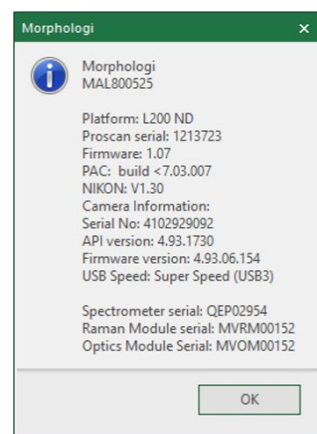 Morphologi
Morphologi
MAL800525
Platform: L200 ND
Proscan serial: 1213723
Firmware: 1.07
PAC:  build <7.03.007
NIKON: V1.30
Camera Information:
Serial No: 4102929092
API version: 4.93.1730
Firmware version: 4.93.06.154
USB Speed: Super Speed (USB3)
Spectrometer serial: QEP02954
Raman Module serial: MVRM00152
Optics Module Serial: MVOM00152
OK